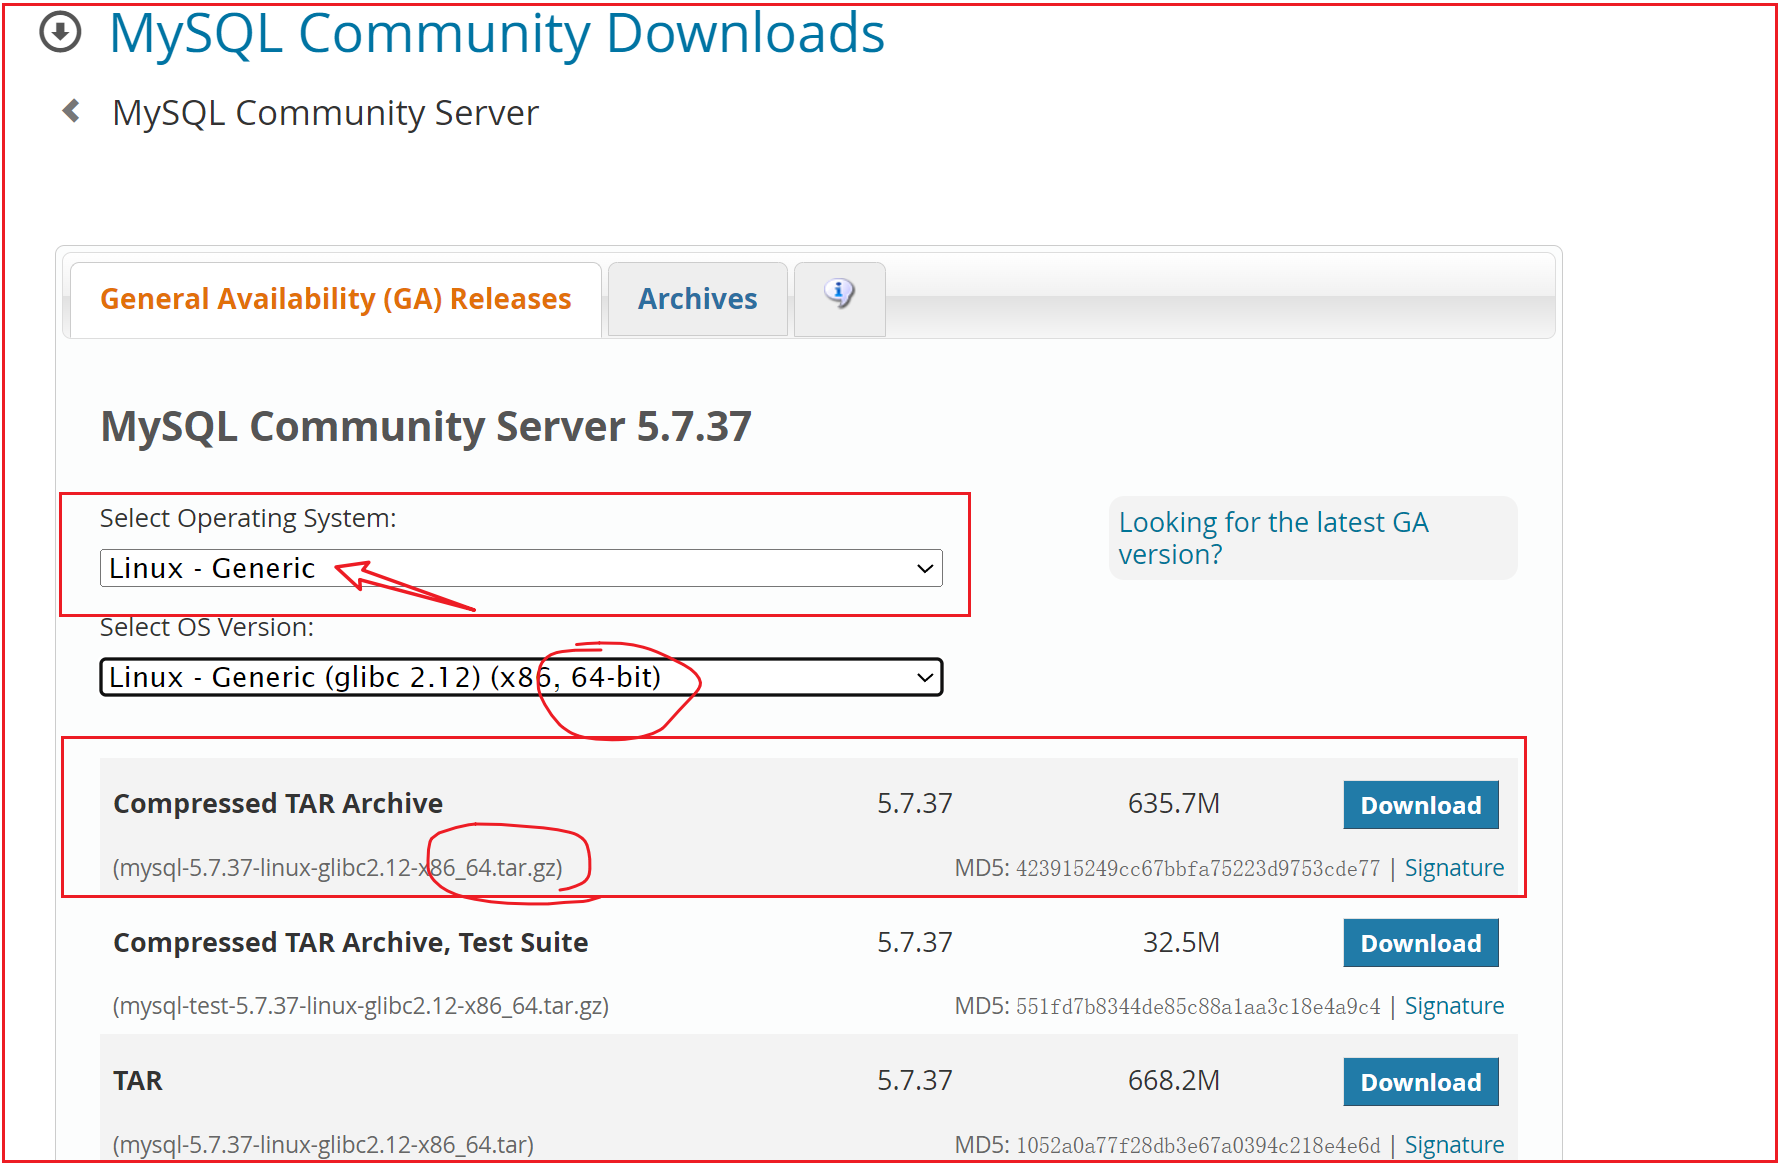 MySQL Community Downloads
MySQL Community Server
General Availability (GA) Releases
Archives
MySQL Community Server 5.7.37
Select Operating System:
Looking for the latest GA
version?
Linux - Generic
Select OS Version:
Linux - Generic (glibc 2.12) (x86, 64-bit)
Compressed TAR Archive 5.7.37 635.7M Download
(mysql-5.7.37-linux-glibc2.12-x86_64.tar.gz) MD5: 423915249cc67bbfa75223d9753cde77 | Signature
Compressed TAR Archive, Test Suite 5.7.37 32.5M Download
(mysql-test-5.7.37-linux-glibc2.12-x86_64.tar.gz) MD5: 551fd7b8344de85c88a1aa3c18e4a9c4 | Signature
TAR 5.7.37 668.2M Download
(mysql-5.7.37-linux-glibc2.12-x86_64.tar) MD5: 1052a0a77f28db3e67a0394c218e4e6d | Signature